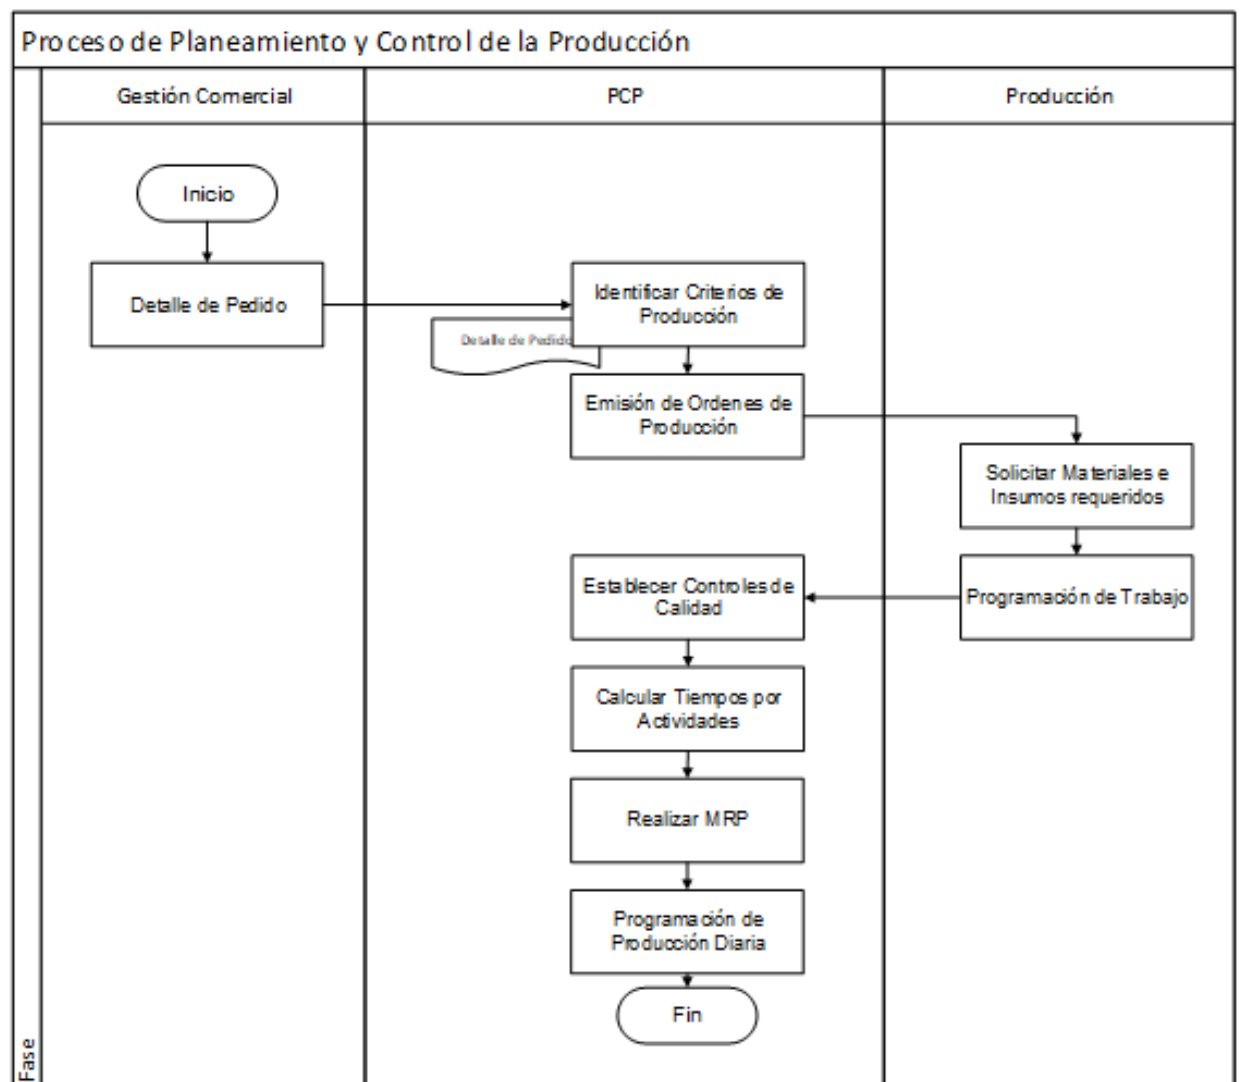 Proceso de Planeamiento y Control de la Producción
Gestión Comercial
PCP
Producción
Inicio
Detalle de Pedido
Identificar Criterios de
Producción
Detalle de Pedido
Emisión de Ordenes de
Producción
Solicitar Materiales e
Insumos requeridos
Establecer Controles de
Calidad
Programación de Trabajo
Calcular Tiempos por
Actividades
Realizar MRP
Programación de
Producción Diaria
Fin
Fase